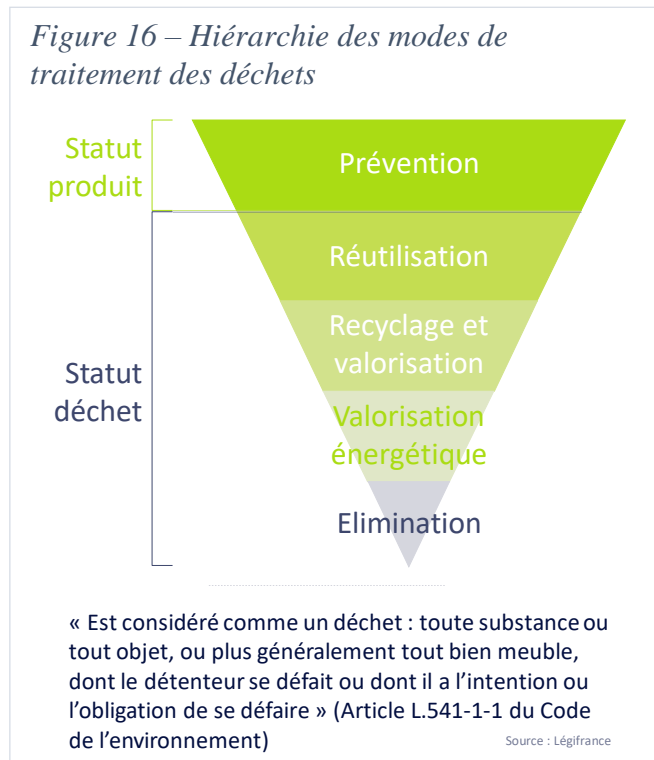 Figure 16 – Hiérarchie des modes de
traitement des déchets
Statut
produit
Prévention
Réutilisation
Recyclage et
valorisation
Statut
déchet
Valorisation
énergétique
Elimination
« Est considéré comme un déchet : toute substance ou
tout objet, ou plus généralement tout bien meuble,
dont le détenteur se défait ou dont il a l’intention ou
l’obligation de se défaire » (Article L.541-1-1 du Code
de l’environnement)
Source : Légifrance